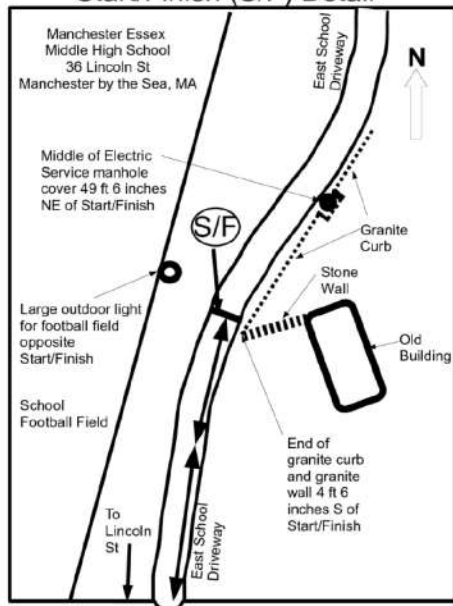 Start/Finish (S/F) Detail
Manchester Essex
Middle High School
36 Lincoln St
Manchester by the Sea, MA
East School
Driveway
N
Middle of Electric
Service manhole
cover 49 ft 6 inches
NE of Start/Finish
S/F
Granite
Curb
Stone
Wall
Large outdoor light
for football field
opposite
Start/Finish
Old
Building
School
Football Field
End of
granite curb
and granite
wall 4 ft 6
inches S of
Start/Finish
To
Lincoln
St
East School
Driveway